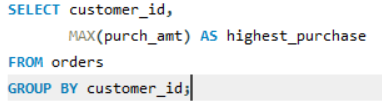 SELECT customer_id,
       MAX(purch_amt) AS highest_purchase
FROM orders
GROUP BY customer_id;